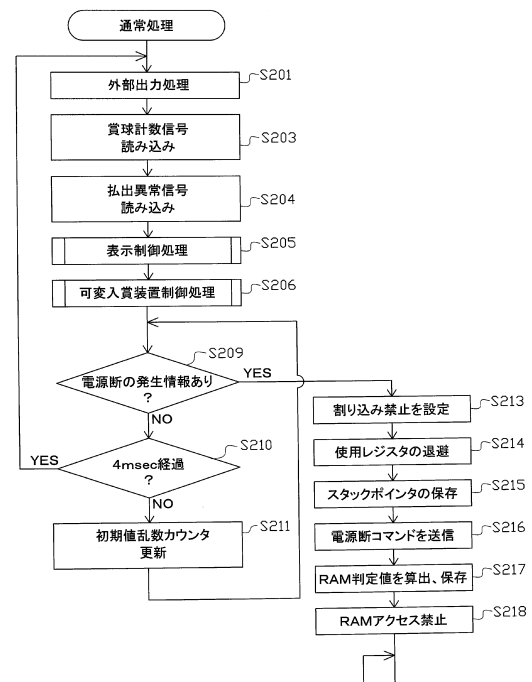 通常処理
外部出力処理
S201
賞球計数信号
読み込み
S203
払出異常信号
読み込み
S204
表示制御処理
S205
可変入賞装置制御処理
S206
電源断の発生情報あり
?
S209
YES
NO
4msec経過
?
S210
YES
NO
初期値乱数カウンタ
更新
S211
割り込み禁止を設定
S213
使用レジスタの退避
S214
スタックポインタの保存
S215
電源断コマンドを送信
S216
RAM判定値を算出、保存
S217
RAMアクセス禁止
S218